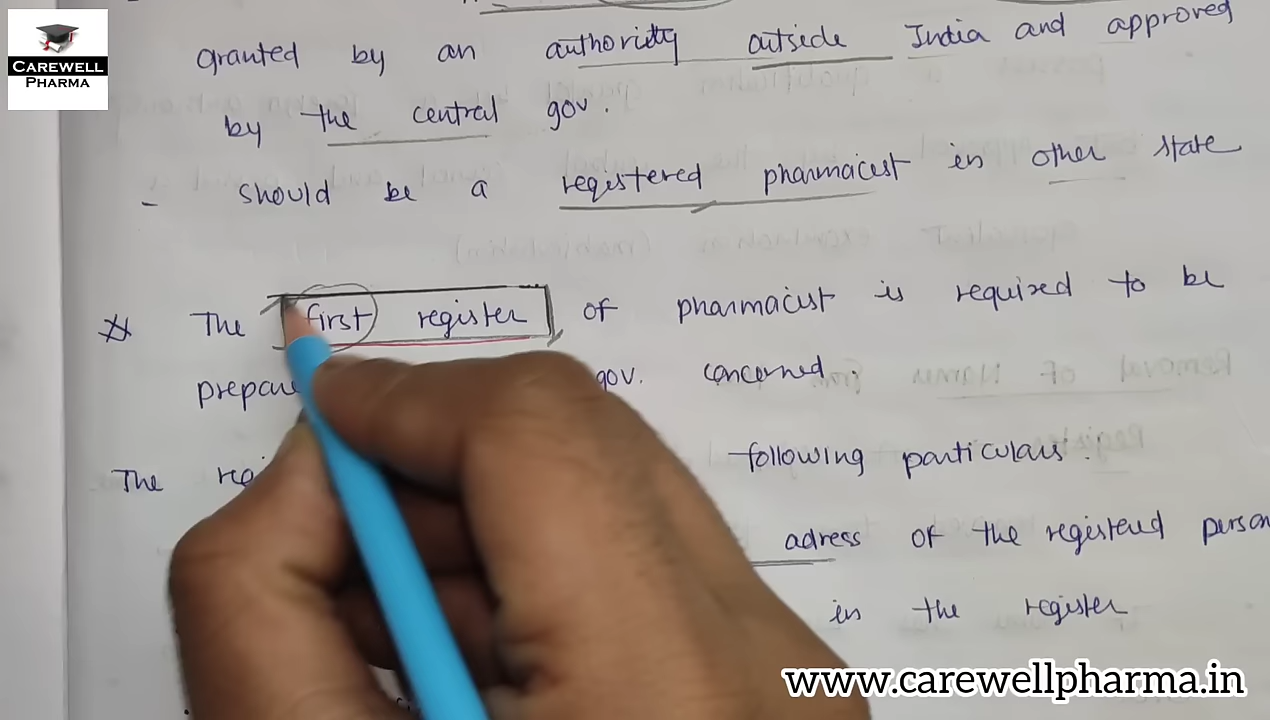 CAREWELL
PHARMA
granted by an authority outside India and approved
by the central gov.
- should be a registered pharmacist in other state
The first register of pharmacist is required to be
prepare gov. concerned.
The following particulars.
adress of the registered person
in the register
www.carewellpharma.in